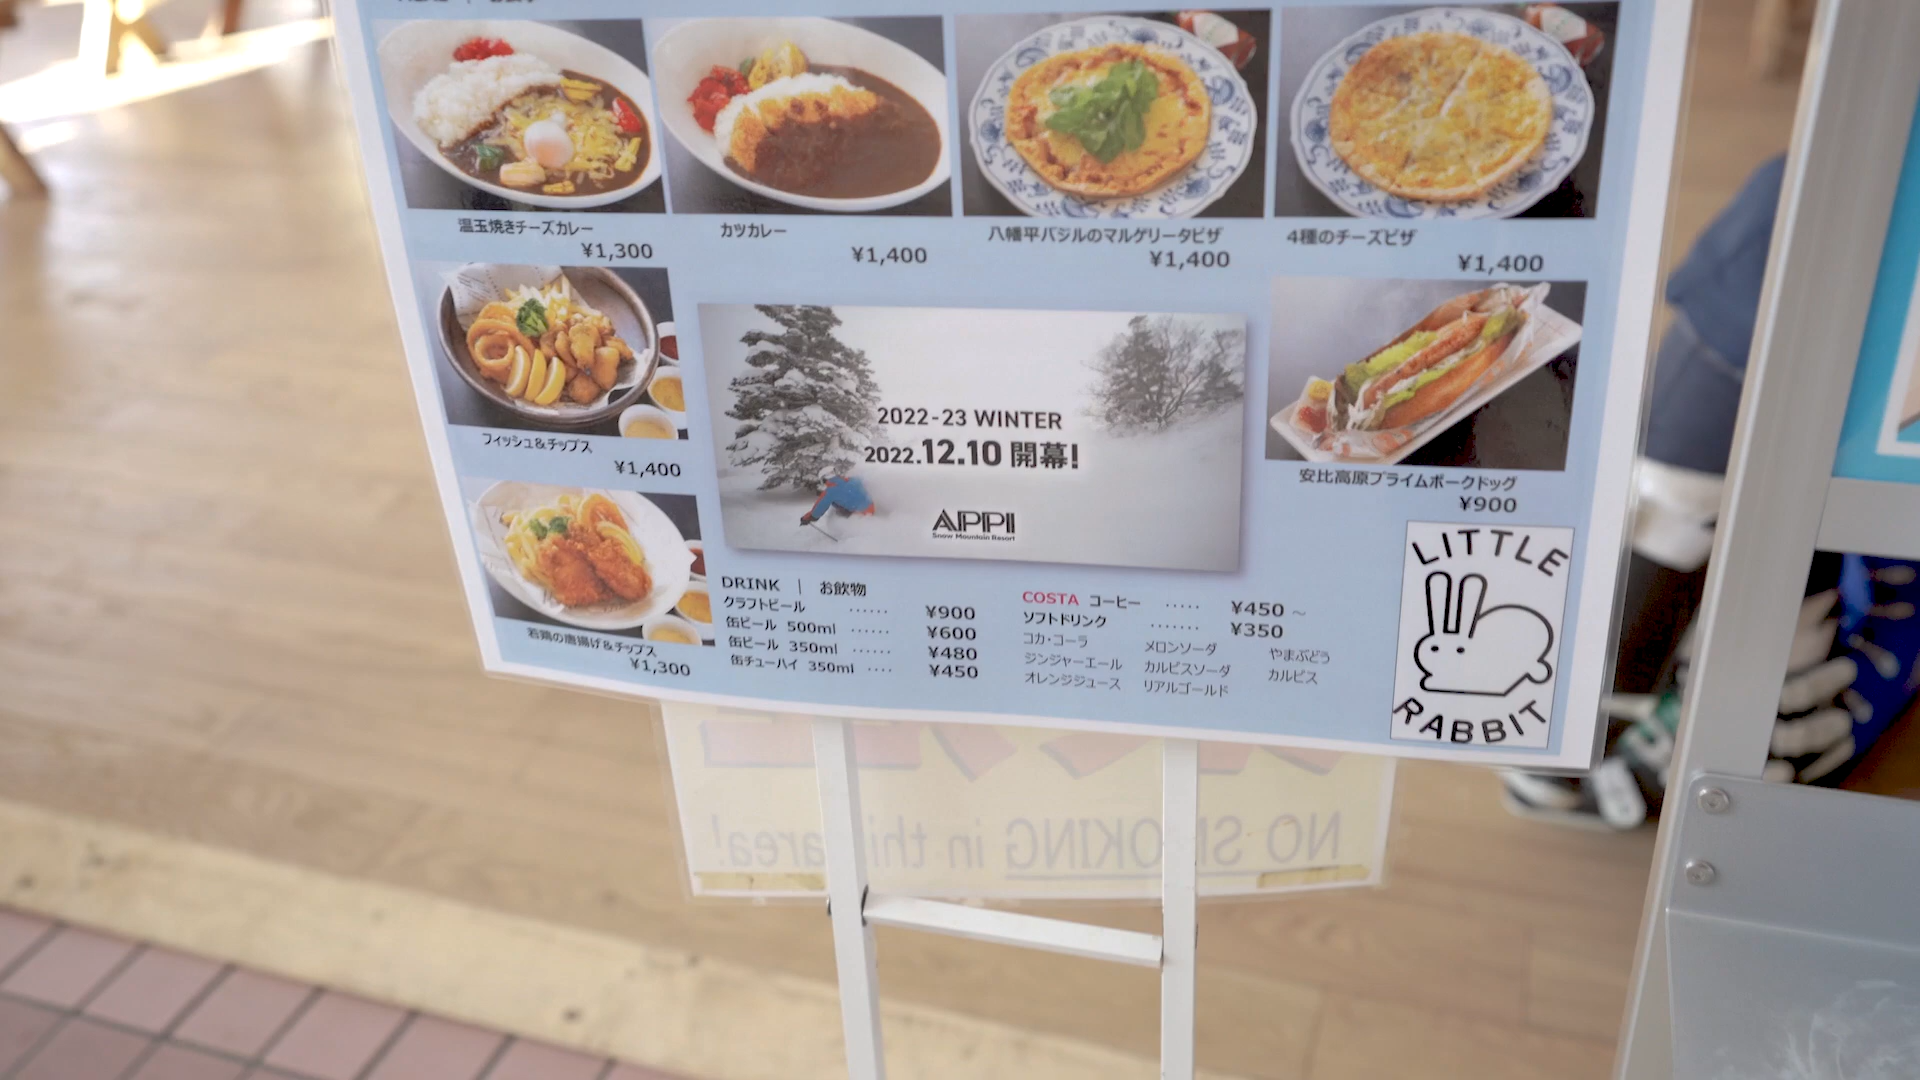 温玉焼きチーズカレー
¥1,300
カツカレー
¥1,400
八幡平バジルのマルゲリータピザ
¥1,400
4種のチーズピザ
¥1,400
フィッシュ&チップス
¥1,400
2022-23 WINTER
2022.12.10 開幕!
APPI
Snow Mountain Resort
安比高原プライムポークドッグ
¥900
若鶏の唐揚げ&チップス
¥1,300
DRINK | お飲物
クラフトビール ...... ¥900
缶ビール 500ml ...... ¥600
缶ビール 350ml ...... ¥480
缶チューハイ 350ml .... ¥450
COSTA コーヒー ..... ¥450 ~
ソフトドリンク ....... ¥350
コカ・コーラ メロンソーダ やまぶどう
ジンジャーエール カルピスソーダ カルピス
オレンジジュース リアルゴールド
LITTLE
RABBIT
NO SMOKING in this area!